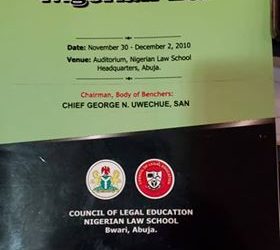 Date: November 30 - December 2, 2010
Venue: Auditorium, Nigerian Law School
Headquarters, Abuja.
Chairman, Body of Benchers:
CHIEF GEORGE N. UWECHUE, SAN
COUNCIL OF LEGAL EDUCATION
NIGERIAN LAW SCHOOL
Bwari, Abuja.